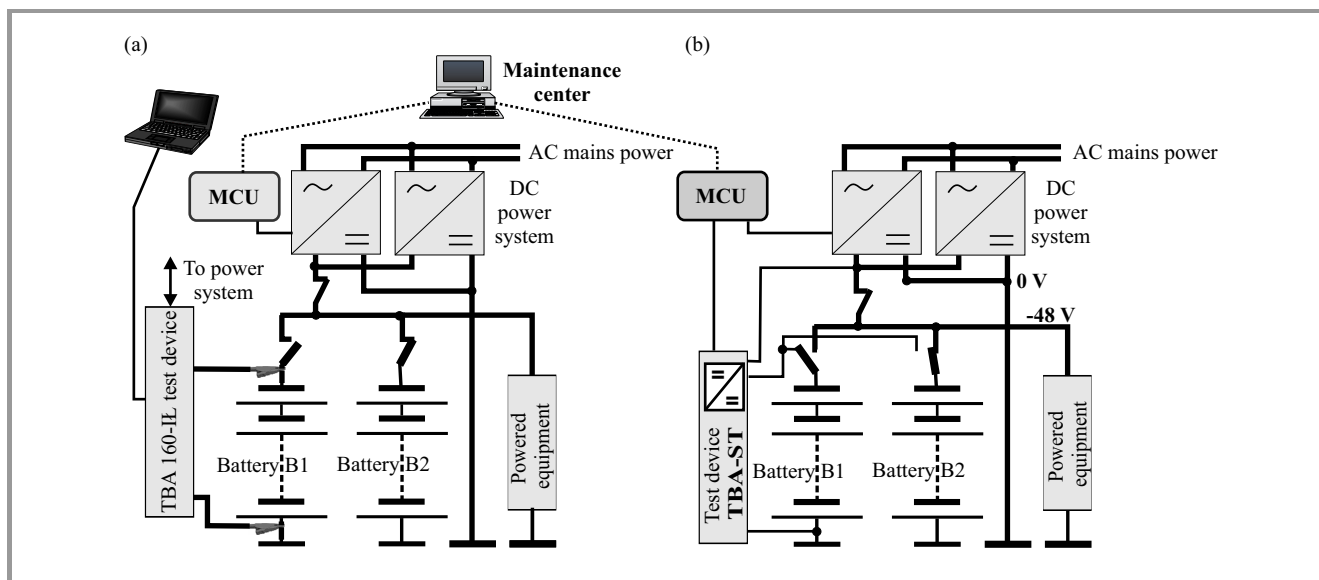 (a)
Maintenance
center
AC mains power
MCU
DC
power
system
To power
system
TBA 160-IŁ test device
Battery B1
Battery B2
Powered
equipment
(b)
AC mains power
MCU
DC
power
system
0 V
-48 V
Test device
TBA-ST
Battery B1
Battery B2
Powered
equipment